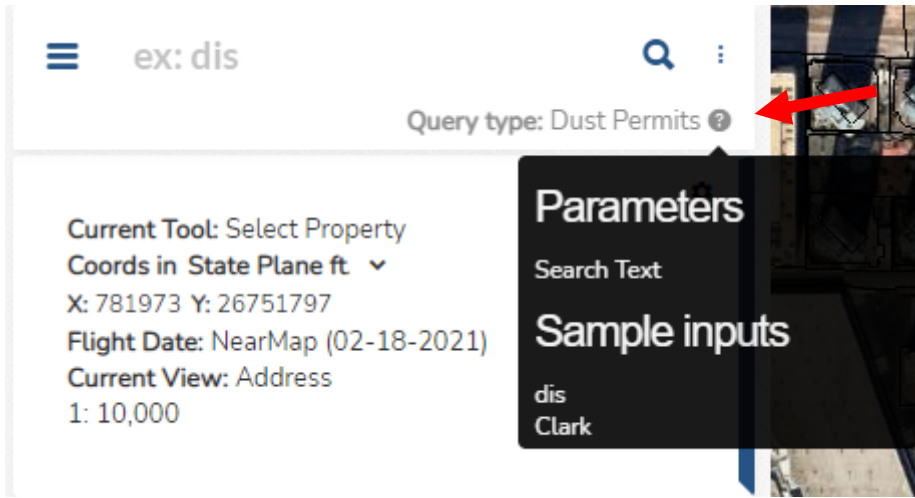 ex: dis
Query type: Dust Permits ?
Parameters
Search Text
Sample inputs
dis
Clark
Current Tool: Select Property
Coords in State Plane ft
X: 781973 Y: 26751797
Flight Date: NearMap (02-18-2021)
Current View: Address
1: 10,000